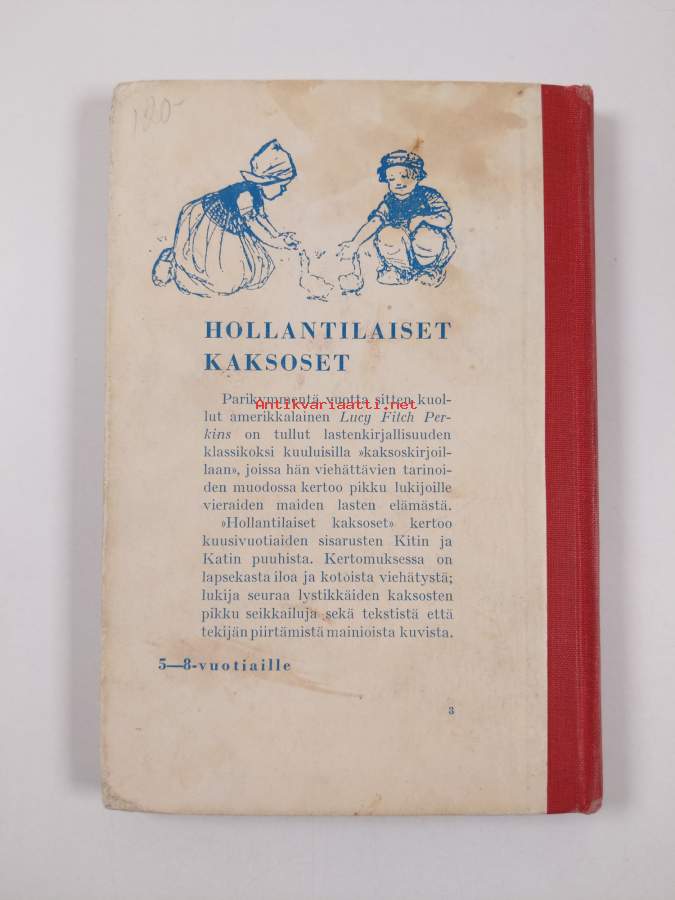 180-
HOLLANTILAISET
KAKSOSET
Parikymmentä vuotta sitten kuol-
Antikvariaatti.net
lut amerikkalainen Lucy Fitch Per-
kins on tullut lastenkirjallisuuden
klassikoksi kuuluisilla »kaksoskirjoil-
laan», joissa hän viehättävien tarinoi-
den muodossa kertoo pikku lukijoille
vieraiden maiden lasten elämästä.
»Hollantilaiset kaksoset» kertoo
kuusivuotiaiden sisarusten Kitin ja
Katin puuhista. Kertomuksessa on
lapsekasta iloa ja kotoista viehätystä;
lukija seuraa lystikkäiden kaksosten
pikku seikkailuja sekä tekstistä että
tekijän piirtämistä mainioista kuvista.
5—8-vuotiaille
3